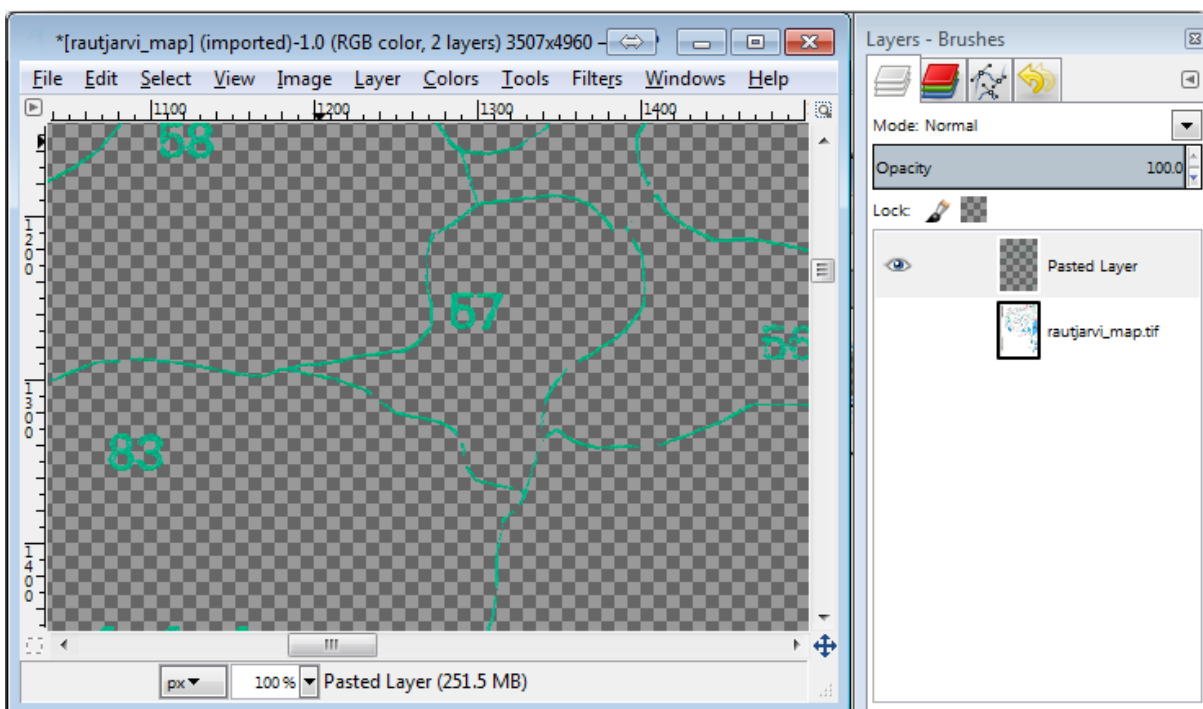 *[rautjarvi_map] (imported)-1.0 (RGB color, 2 layers) 3507x4960 –
File Edit Select View Image Layer Colors Tools Filters Windows Help
1100 1200 1300 1400
58
1200
57
56
1300
83
1400
px 100 % Pasted Layer (251.5 MB)
Layers - Brushes
Mode: Normal
Opacity 100.0
Lock:
Pasted Layer
rautjarvi_map.tif